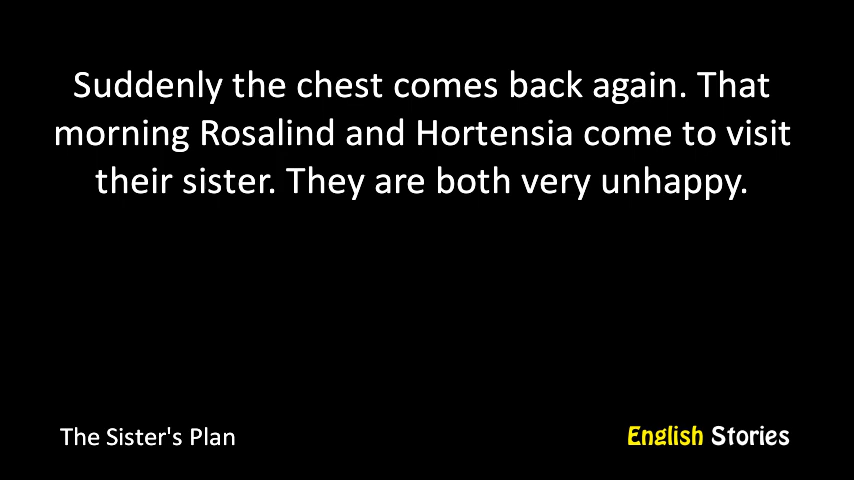 Suddenly the chest comes back again. That
morning Rosalind and Hortensia come to visit
their sister. They are both very unhappy.
The Sister's Plan
English Stories